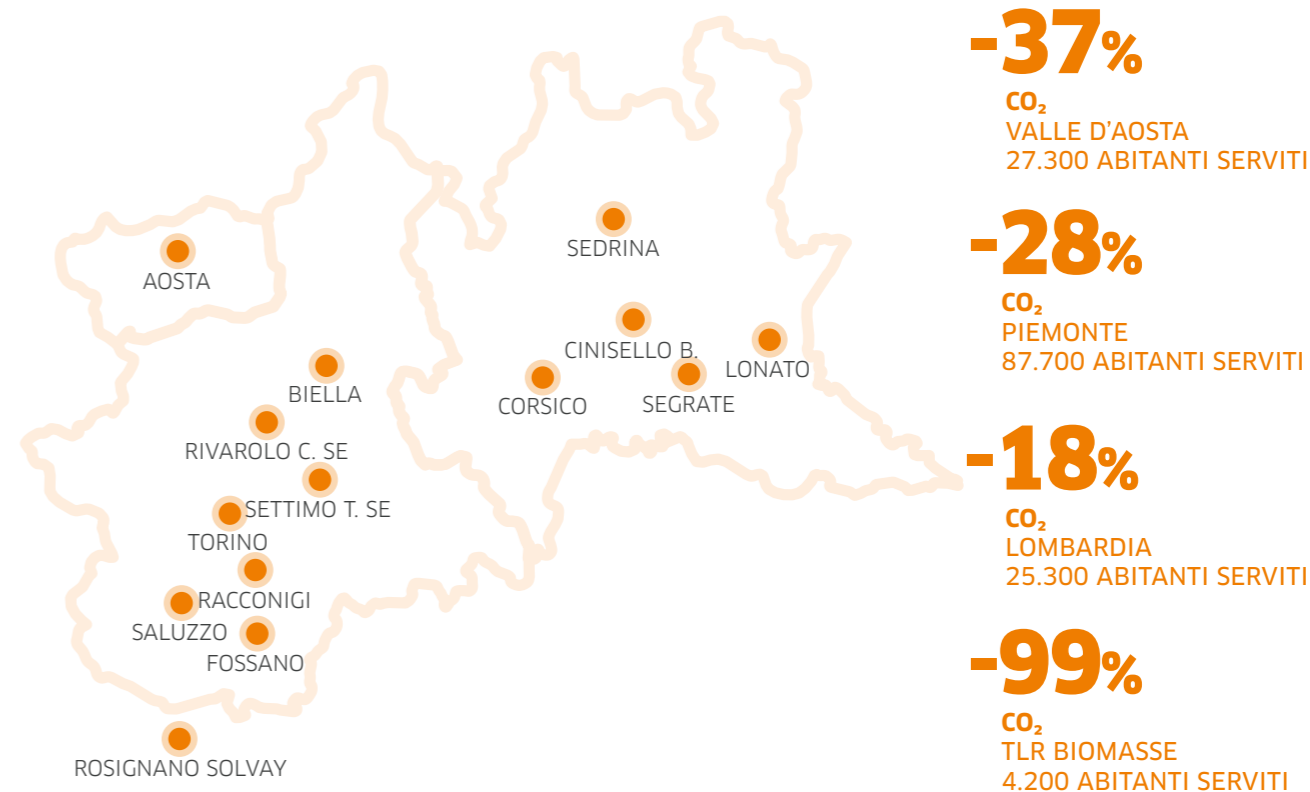 AOSTA
BIELLA
RIVAROLO C. SE
SETTIMO T. SE
TORINO
RACCONIGI
SALUZZO
FOSSANO
ROSIGNANO SOLVAY
SEDRINA
CINISELLO B.
LONATO
CORSICO
SEGRATE
-37%
CO₂
VALLE D'AOSTA
27.300 ABITANTI SERVITI
-28%
CO₂
PIEMONTE
87.700 ABITANTI SERVITI
-18%
CO₂
LOMBARDIA
25.300 ABITANTI SERVITI
-99%
CO₂
TLR BIOMASSE
4.200 ABITANTI SERVITI